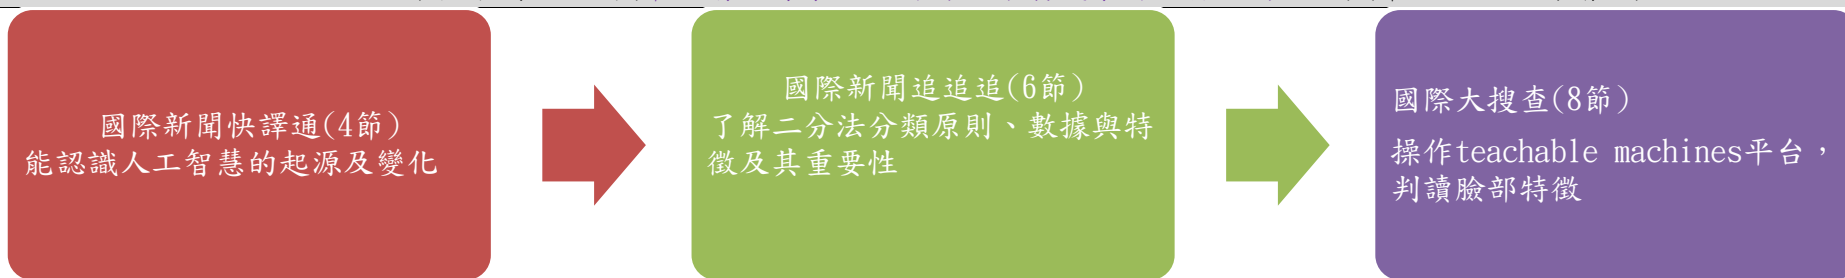 國際新聞快譯通(4節)
能認識人工智慧的起源及變化
國際新聞追追追(6節)
了解二分法分類原則、數據與特
徵及其重要性
國際大搜查(8節)
操作teachable machines平台，
判讀臉部特徵